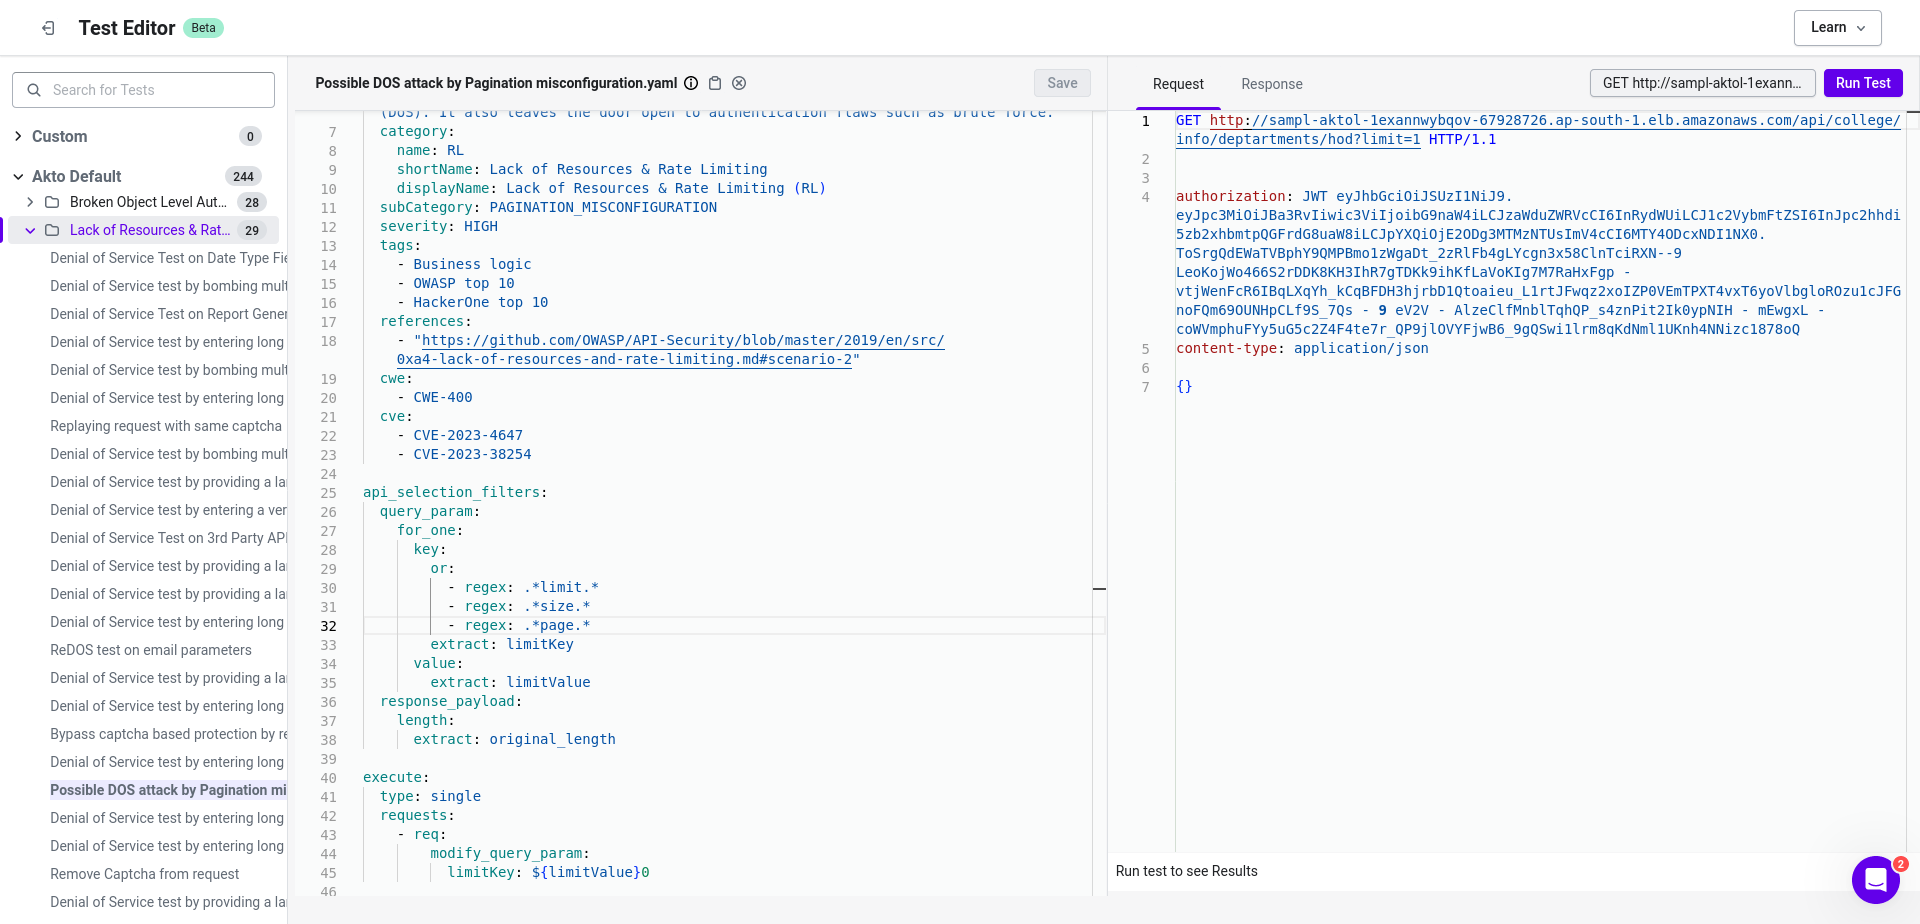 Test Editor
Beta
Learn
Search for Tests
Custom
0
Akto Default
244
Broken Object Level Aut...
28
Lack of Resources & Rat...
29
Denial of Service Test on Date Type Fie
Denial of Service test by bombing mult
Denial of Service Test on Report Gener
Denial of Service test by entering long
Denial of Service test by bombing mult
Denial of Service test by entering long
Replaying request with same captcha
Denial of Service test by bombing mult
Denial of Service test by providing a la
Denial of Service test by entering a ver
Denial of Service Test on 3rd Party API
Denial of Service test by providing a la
Denial of Service test by providing a la
Denial of Service test by entering long
ReDOS test on email parameters
Denial of Service test by providing a la
Denial of Service test by entering long
Bypass captcha based protection by re
Denial of Service test by entering long
Possible DOS attack by Pagination mi
Denial of Service test by entering long
Denial of Service test by entering long
Remove Captcha from request
Denial of Service test by providing a la
Possible DOS attack by Pagination misconfiguration.yaml
Save
(DOS). It also leaves the door open to authentication flaws such as brute force.
7 category:
8 name: RL
9 shortName: Lack of Resources & Rate Limiting
10 displayName: Lack of Resources & Rate Limiting (RL)
11 subCategory: PAGINATION_MISCONFIGURATION
12 severity: HIGH
13 tags:
14 - Business logic
15 - OWASP top 10
16 - HackerOne top 10
17 references:
18 - "https://github.com/OWASP/API-Security/blob/master/2019/en/src/
0xa4-lack-of-resources-and-rate-limiting.md#scenario-2"
19 cwe:
20 - CWE-400
21 cve:
22 - CVE-2023-4647
23 - CVE-2023-38254
24
25 api_selection_filters:
26 query_param:
27 for_one:
28 key:
29 or:
30 - regex: .*limit.*
31 - regex: .*size.*
32 - regex: .*page.*
33 extract: limitKey
34 value:
35 extract: limitValue
36 response_payload:
37 length:
38 extract: original_length
39
40 execute:
41 type: single
42 requests:
43 - req:
44 modify_query_param:
45 limitKey: ${limitValue}0
46
Request
Response
GET http://sampl-aktol-1exann...
Run Test
1 GET http://sampl-aktol-1exannwybqov-67928726.ap-south-1.elb.amazonaws.com/api/college/
info/deptartments/hod?limit=1 HTTP/1.1
2
3
4 authorization: JWT eyJhbGciOiJSUzI1NiJ9.
eyJpc3MiOiJBa3RvIiwic3ViIjoibG9naW4iLCJzaWduZWRVcCI6InRydWUiLCJ1c2VybmFtZSI6InJpc2hhdi
5zb2xhbmtpQGFrdG8uaW8iLCJpYXQiOjE2ODg3MTMzNTUsImV4cCI6MTY4ODcxNDI1NX0.
ToSrgQdEWaTVBphY9QMPBmo1zWgaDt_2zRlFb4gLYcgn3x58ClnTciRXN--9
LeoKojWo466S2rDDK8KH3IhR7gTDKk9ihKfLaVoKIg7M7RaHxFgp -
vtjWenFcR6IBqLXqYh_kCqBFDH3hjrbD1Qtoaieu_L1rtJFwqz2xoIZP0VEmTPXT4vxT6yoVlbgloROzu1cJFG
noFQm69OUNHpCLf9S_7Qs - 9 eV2V - AlzeClfMnblTqhQP_s4znPit2Ik0ypNIH - mEwgxL -
coWVmphuFYy5uG5c2Z4F4te7r_QP9jlOVYFjwB6_9gQSwi1lrm8qKdNml1UKnh4NNizc1878oQ
5 content-type: application/json
6
7 {}
Run test to see Results
2